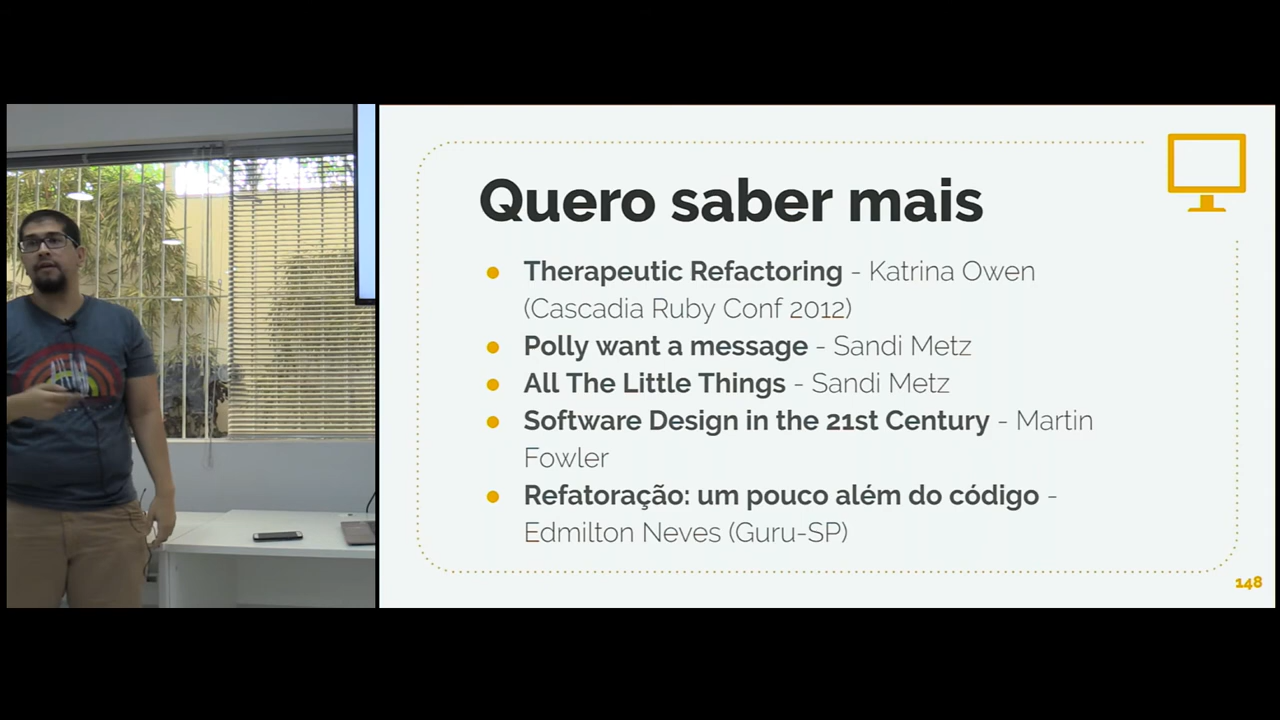 Quero saber mais
Therapeutic Refactoring - Katrina Owen
(Cascadia Ruby Conf 2012)
Polly want a message - Sandi Metz
All The Little Things - Sandi Metz
Software Design in the 21st Century - Martin
Fowler
Refatoração: um pouco além do código -
Edmilton Neves (Guru-SP)
148